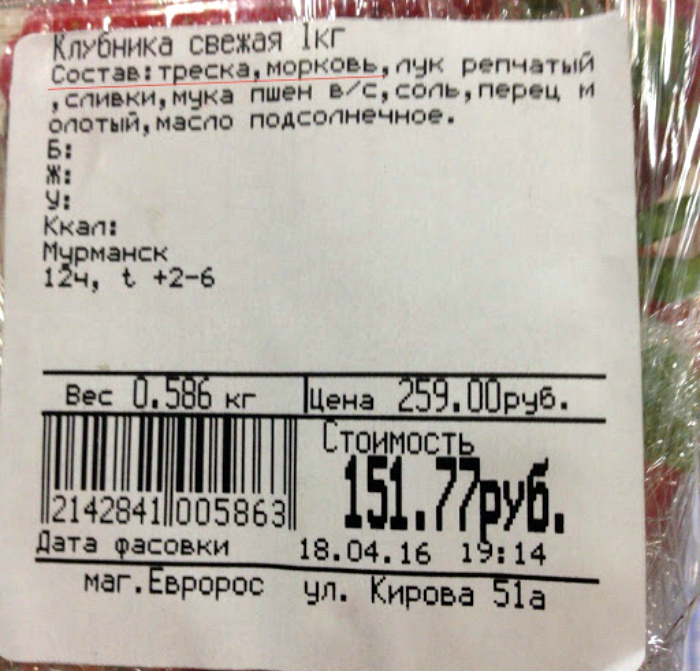 Клубника свежая 1кг
Состав:треска,морковь,лук репчатый
,сливки,мука пшен в/с,соль,перец м
олотый,масло подсолнечное.
Б:
Ж:
У:
Ккал:
Мурманск
12ч, t +2-6
Вес 0.586 кг Цена 259.00руб.
Стоимость
151.77руб.
2142841005863
Дата фасовки 18.04.16 19:14
маг.Евророс ул. Кирова 51а